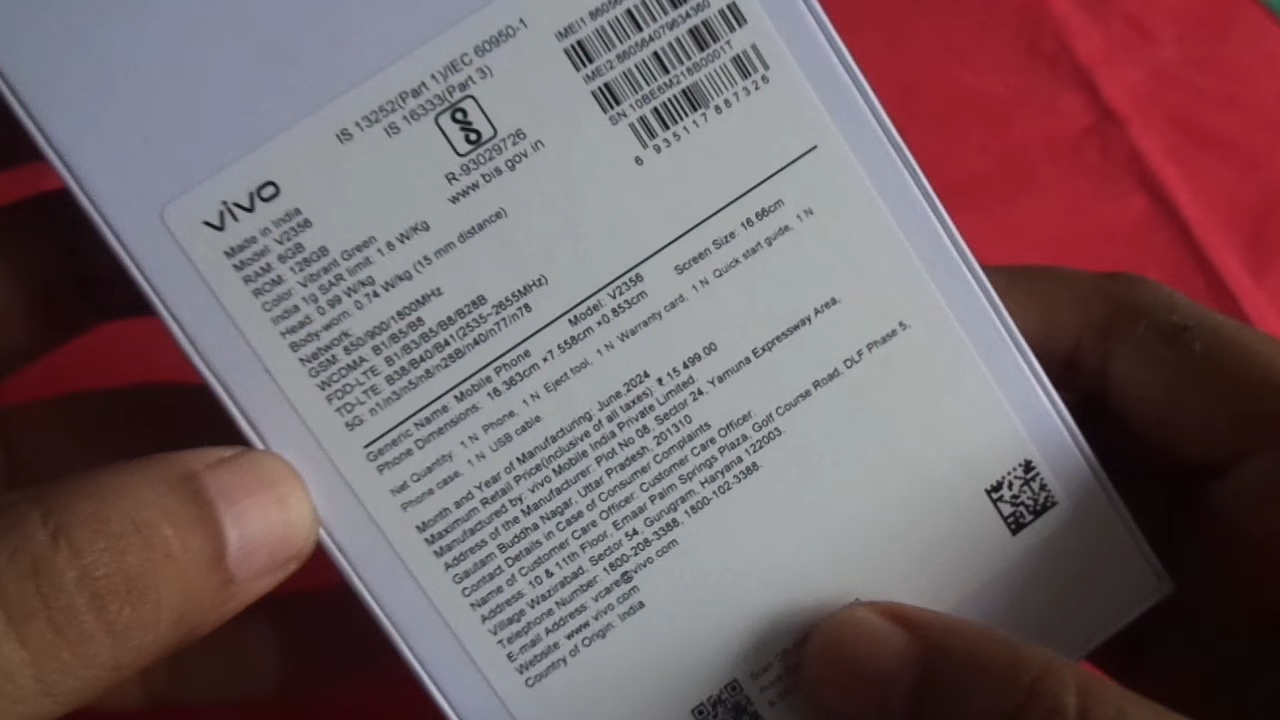 vivo
Made in India
Model: V2356
RAM: 6GB
ROM: 128GB
Color: Vibrant Green
India 1g SAR limit: 1.6 W/Kg
Head: 0.99 W/kg
Body-worn: 0.74 W/kg (15 mm distance)
Network:
GSM: 850/900/1800MHz
WCDMA: B1/B5/B8
FDD-LTE: B1/B3/B5/B8/B28B
TD-LTE: B38/B40/B41(2535~2655MHz)
5G: n1/n3/n5/n8/n28B/n40/n77/n78
IS 13252(Part 1)/IEC 60950-1
IS 16333(Part 3)
R-93029726
www.bis.gov.in
IMEI1:
IMEI2:860564079634360
SN:10BE6M218B0001T
6 935117 887326
Generic Name: Mobile Phone Model: V2356 Screen Size: 16.66cm
Phone Dimensions: 16.363cm ×7.558cm ×0.853cm
Net Quantity: 1 N Phone, 1 N Eject tool, 1 N Warranty card, 1 N Quick start guide, 1 N
Phone case, 1 N USB cable.
Month and Year of Manufacturing: June,2024
Maximum Retail Price(inclusive of all taxes): ₹ 15,499.00
Manufactured by: vivo Mobile India Private Limited.
Address of the Manufacturer: Plot No 08, Sector 24, Yamuna Expressway Area,
Gautam Buddha Nagar, Uttar Pradesh, 201310
Contact Details in Case of Consumer Complaints
Name of Customer Care Officer: Customer Care Officer
Address: 10 & 11th Floor, Emaar Palm Springs Plaza, Golf Course Road, DLF Phase 5,
Village Wazirabad, Sector 54, Gurugram, Haryana 122003.
Telephone Number: 1800-208-3388, 1800-102-3388.
E-mail Address: vcare@vivo.com
Website: www.vivo.com
Country of Origin: India